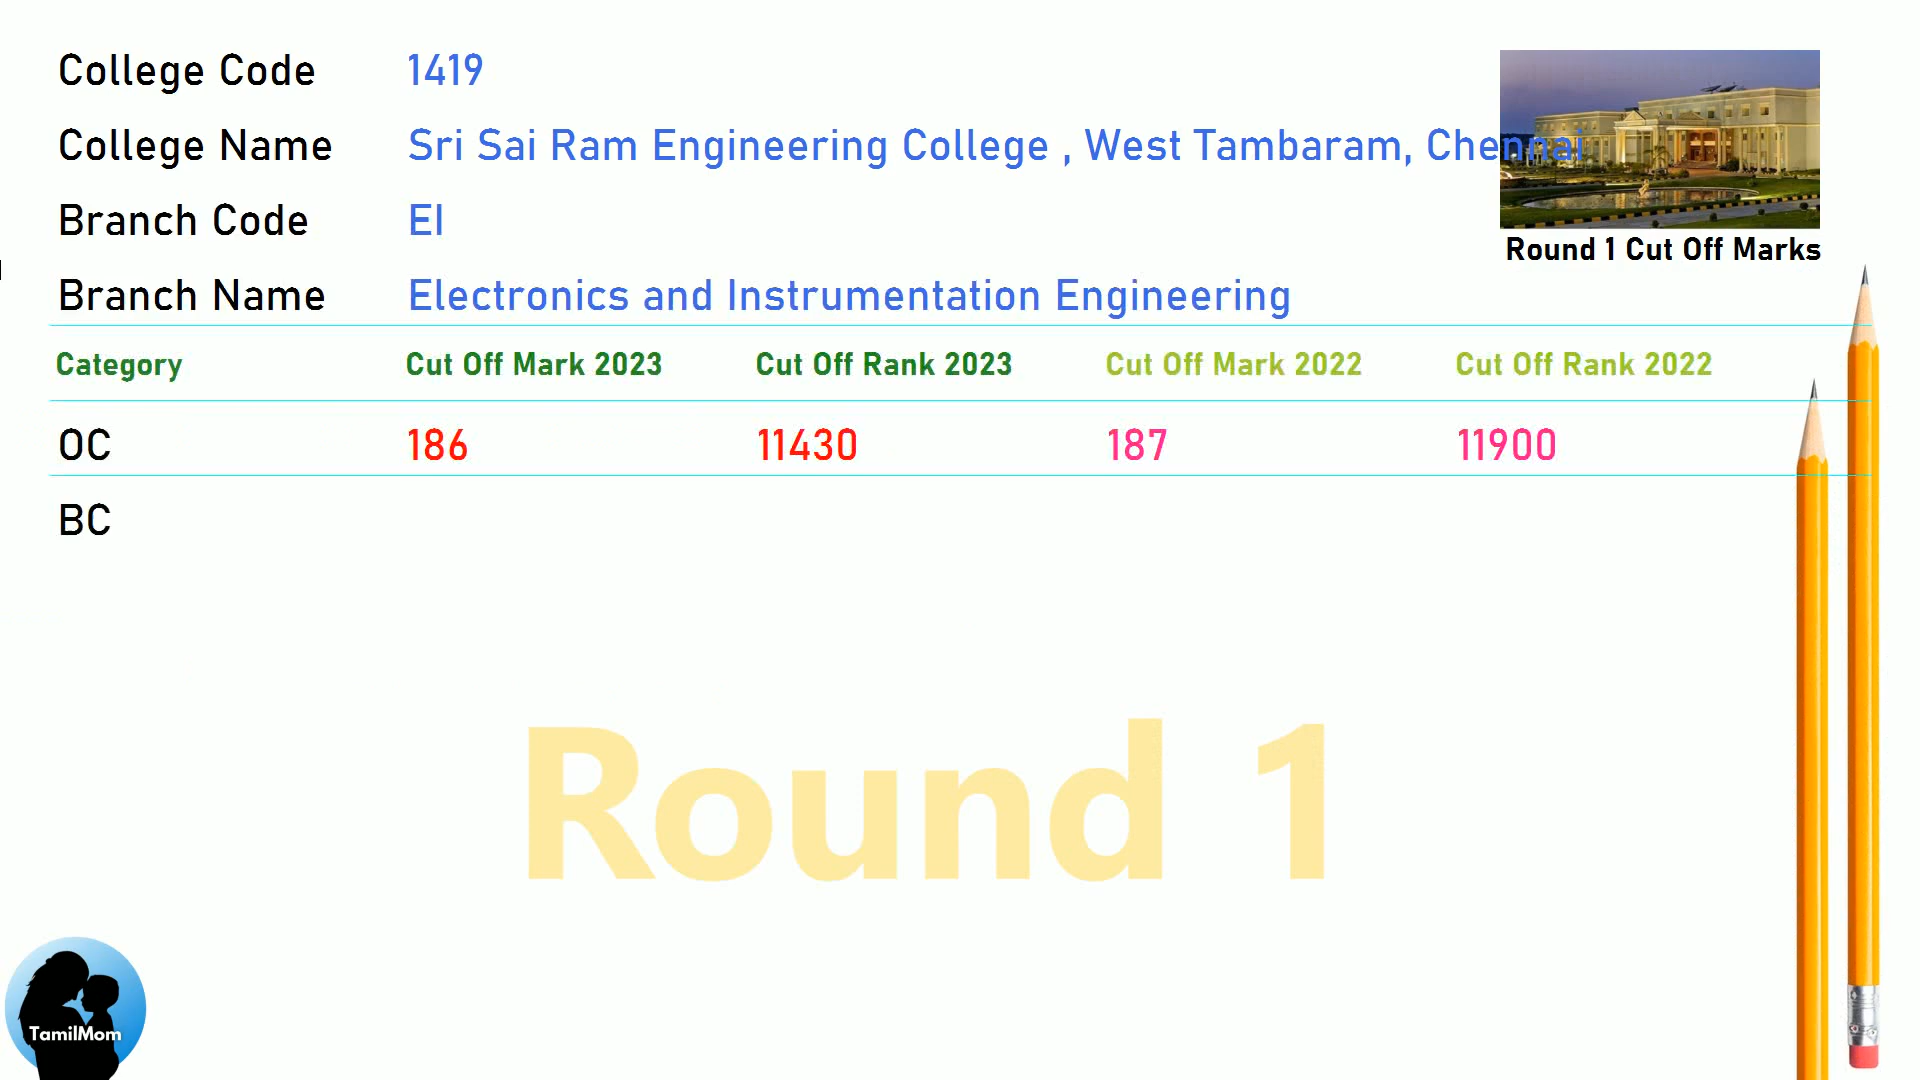 College Code 1419
College Name Sri Sai Ram Engineering College , West Tambaram, Chennai
Branch Code EI
Round 1 Cut Off Marks
Branch Name Electronics and Instrumentation Engineering
Category Cut Off Mark 2023 Cut Off Rank 2023 Cut Off Mark 2022 Cut Off Rank 2022
OC 186 11430 187 11900
BC
Round 1
TamilMom